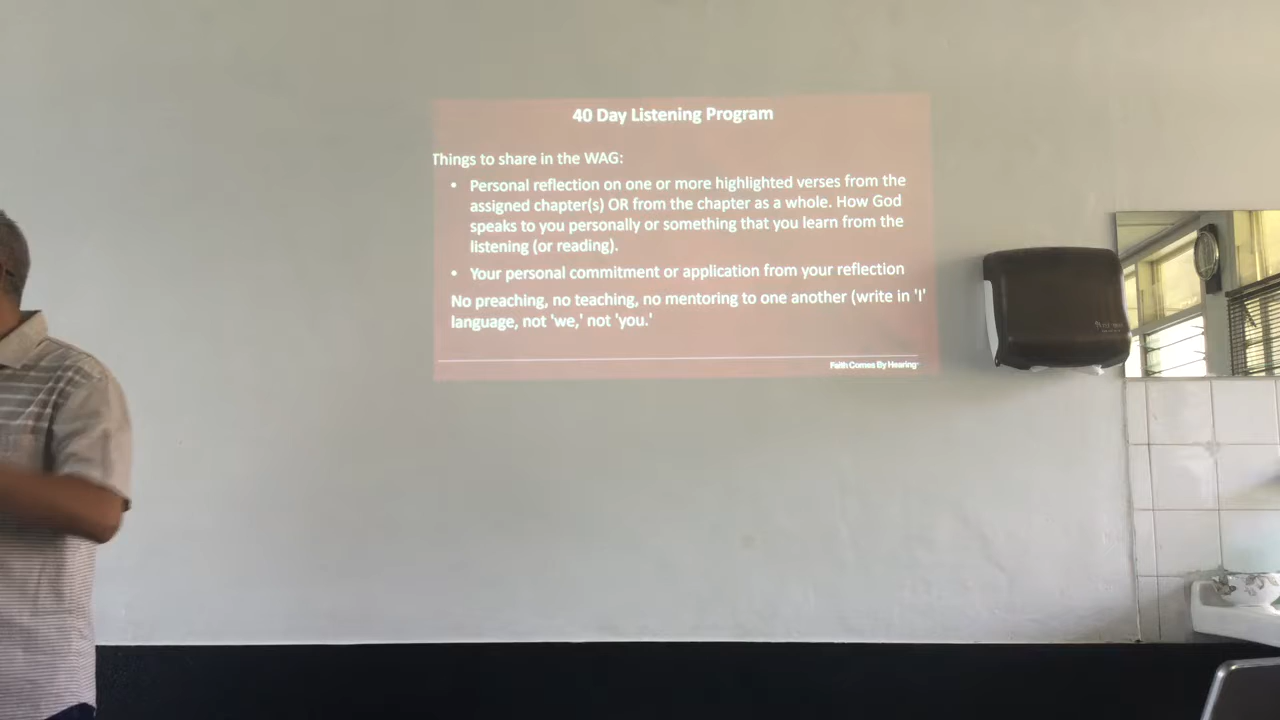 40 Day Listening Program
Things to share in the WAG:
• Personal reflection on one or more highlighted verses from the
assigned chapter(s) OR from the chapter as a whole. How God
speaks to you personally or something that you learn from the
listening (or reading).
• Your personal commitment or application from your reflection
No preaching, no teaching, no mentoring to one another (write in 'I'
language, not 'we,' not 'you.'
Faith Comes By Hearing